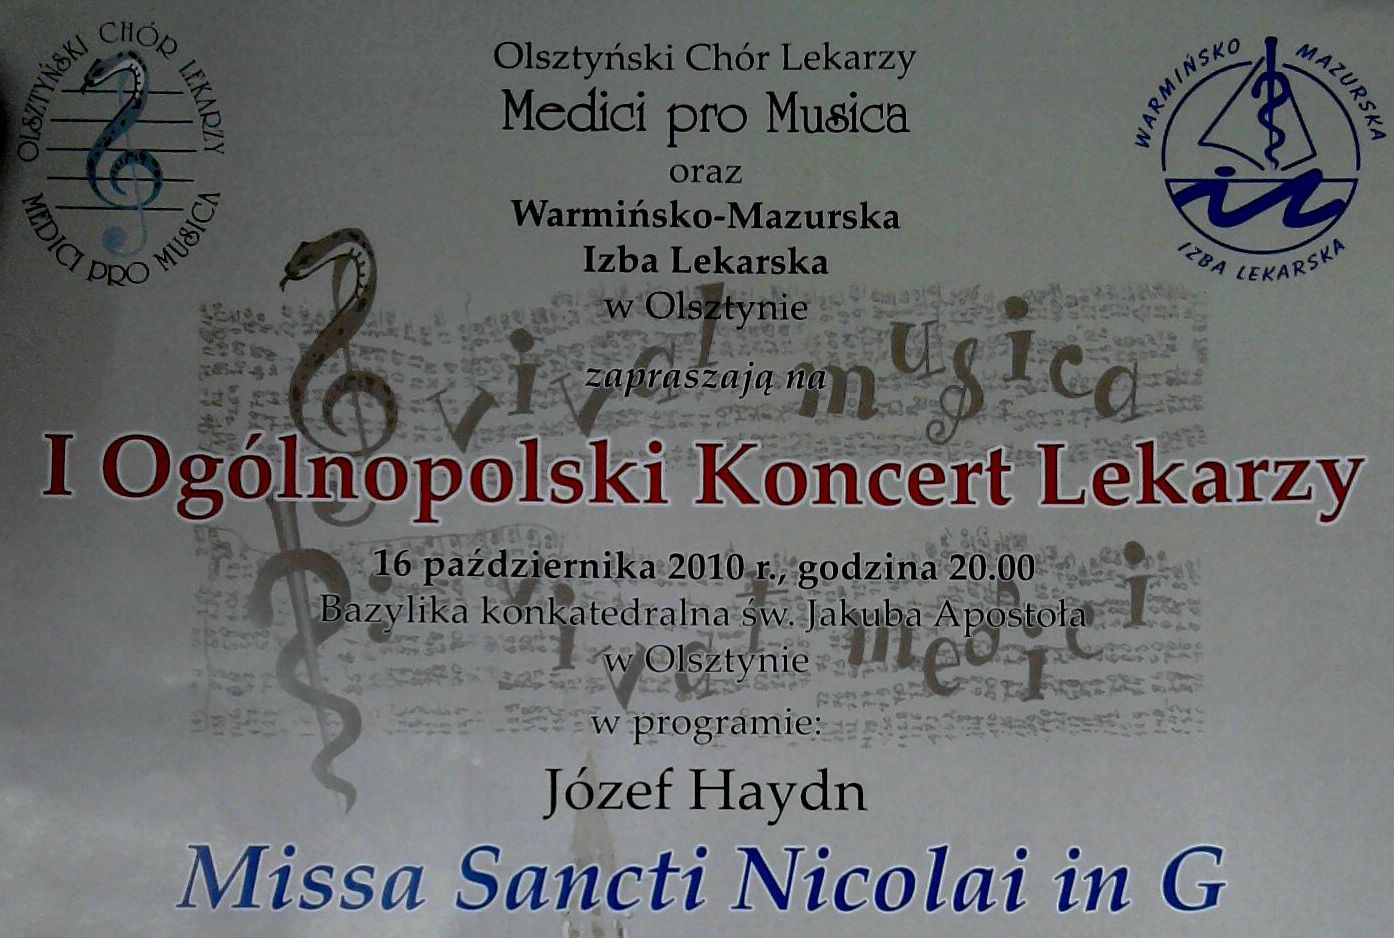 OLSZTYŃSKI CHÓR LEKARZY
MEDICI PRO MUSICA
WARMIŃSKO MAZURSKA
IZBA LEKARSKA
Olsztyński Chór Lekarzy
Medici pro Musica
oraz
Warmińsko-Mazurska
Izba Lekarska
w Olsztynie
zapraszają na
vivat musica
I Ogólnopolski Koncert Lekarzy
16 października 2010 r., godzina 20.00
Bazylika konkatedralna św. Jakuba Apostoła
vivat medici
w Olsztynie
w programie:
Józef Haydn
Missa Sancti Nicolai in G